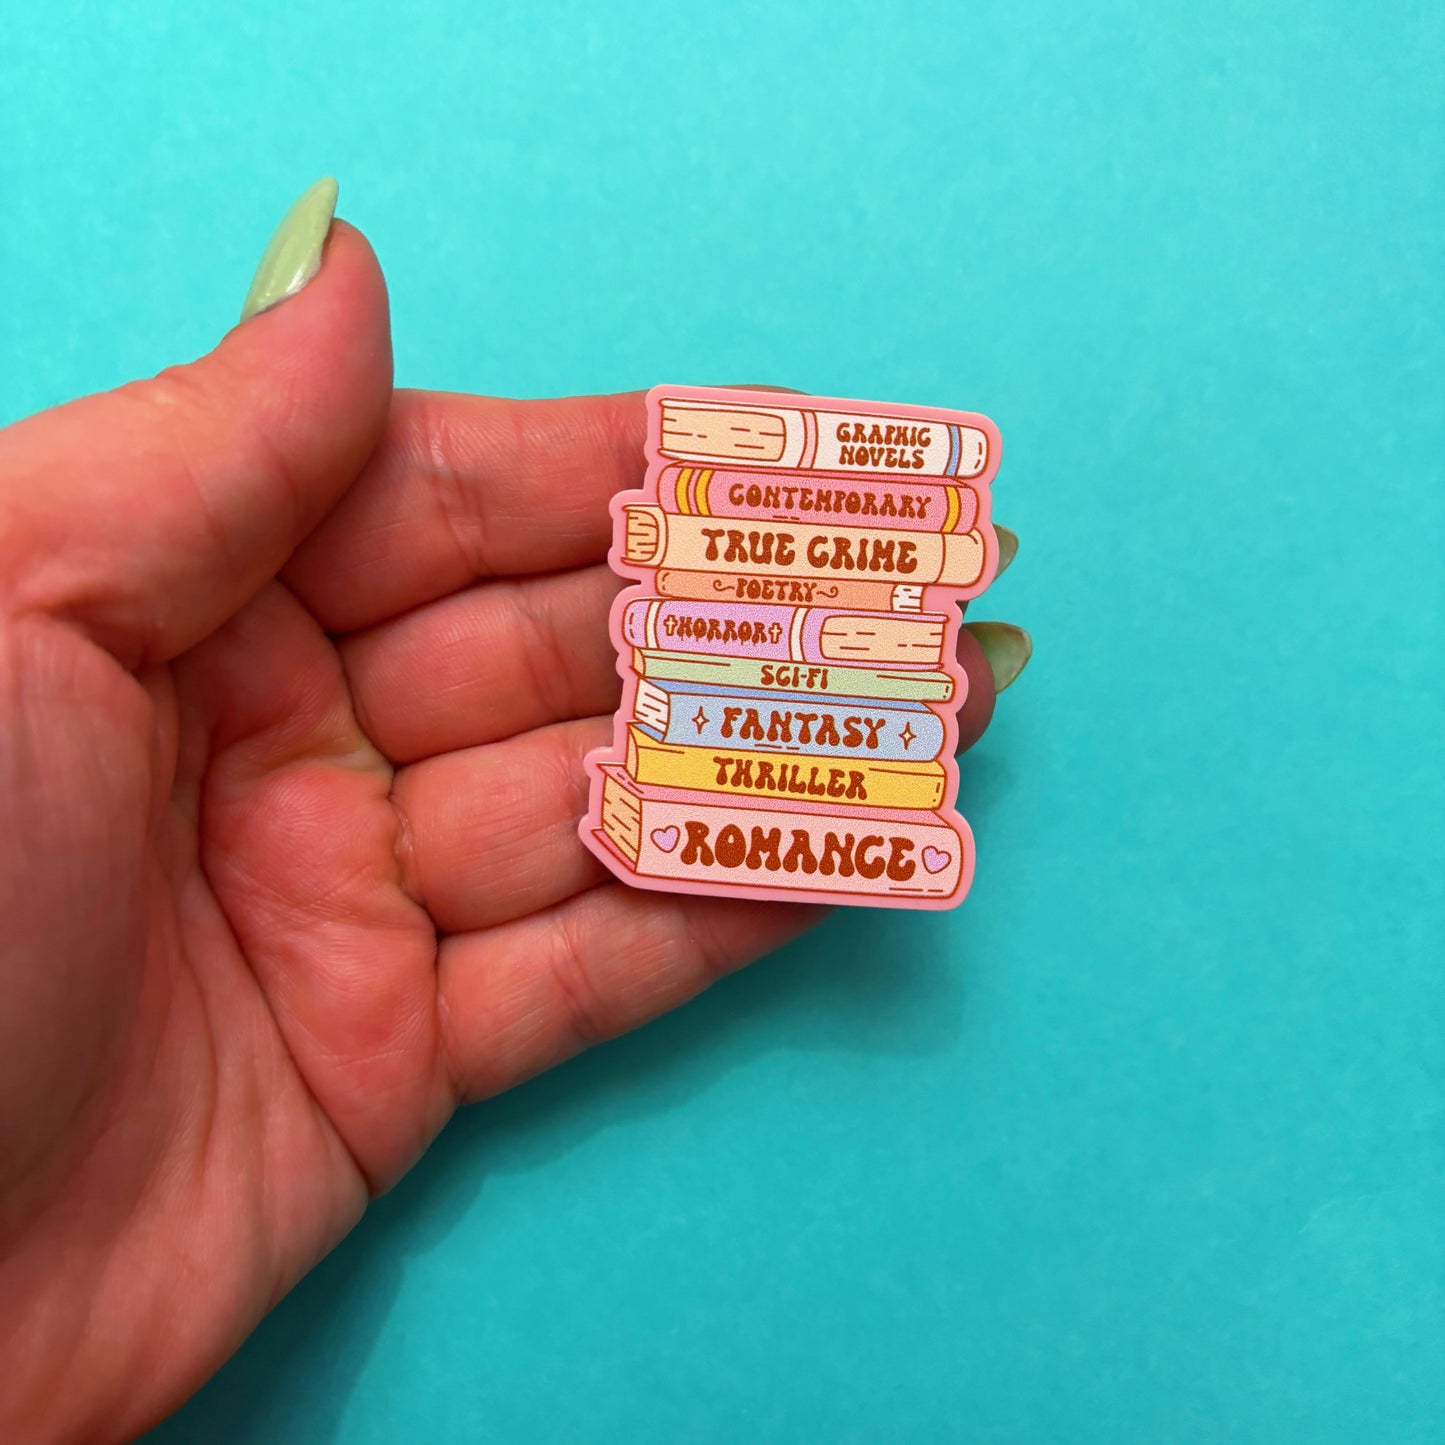 GRAPHIC
NOVELS
CONTEMPORARY
TRUE CRIME
POETRY
HORROR
SCI-FI
FANTASY
THRILLER
ROMANCE